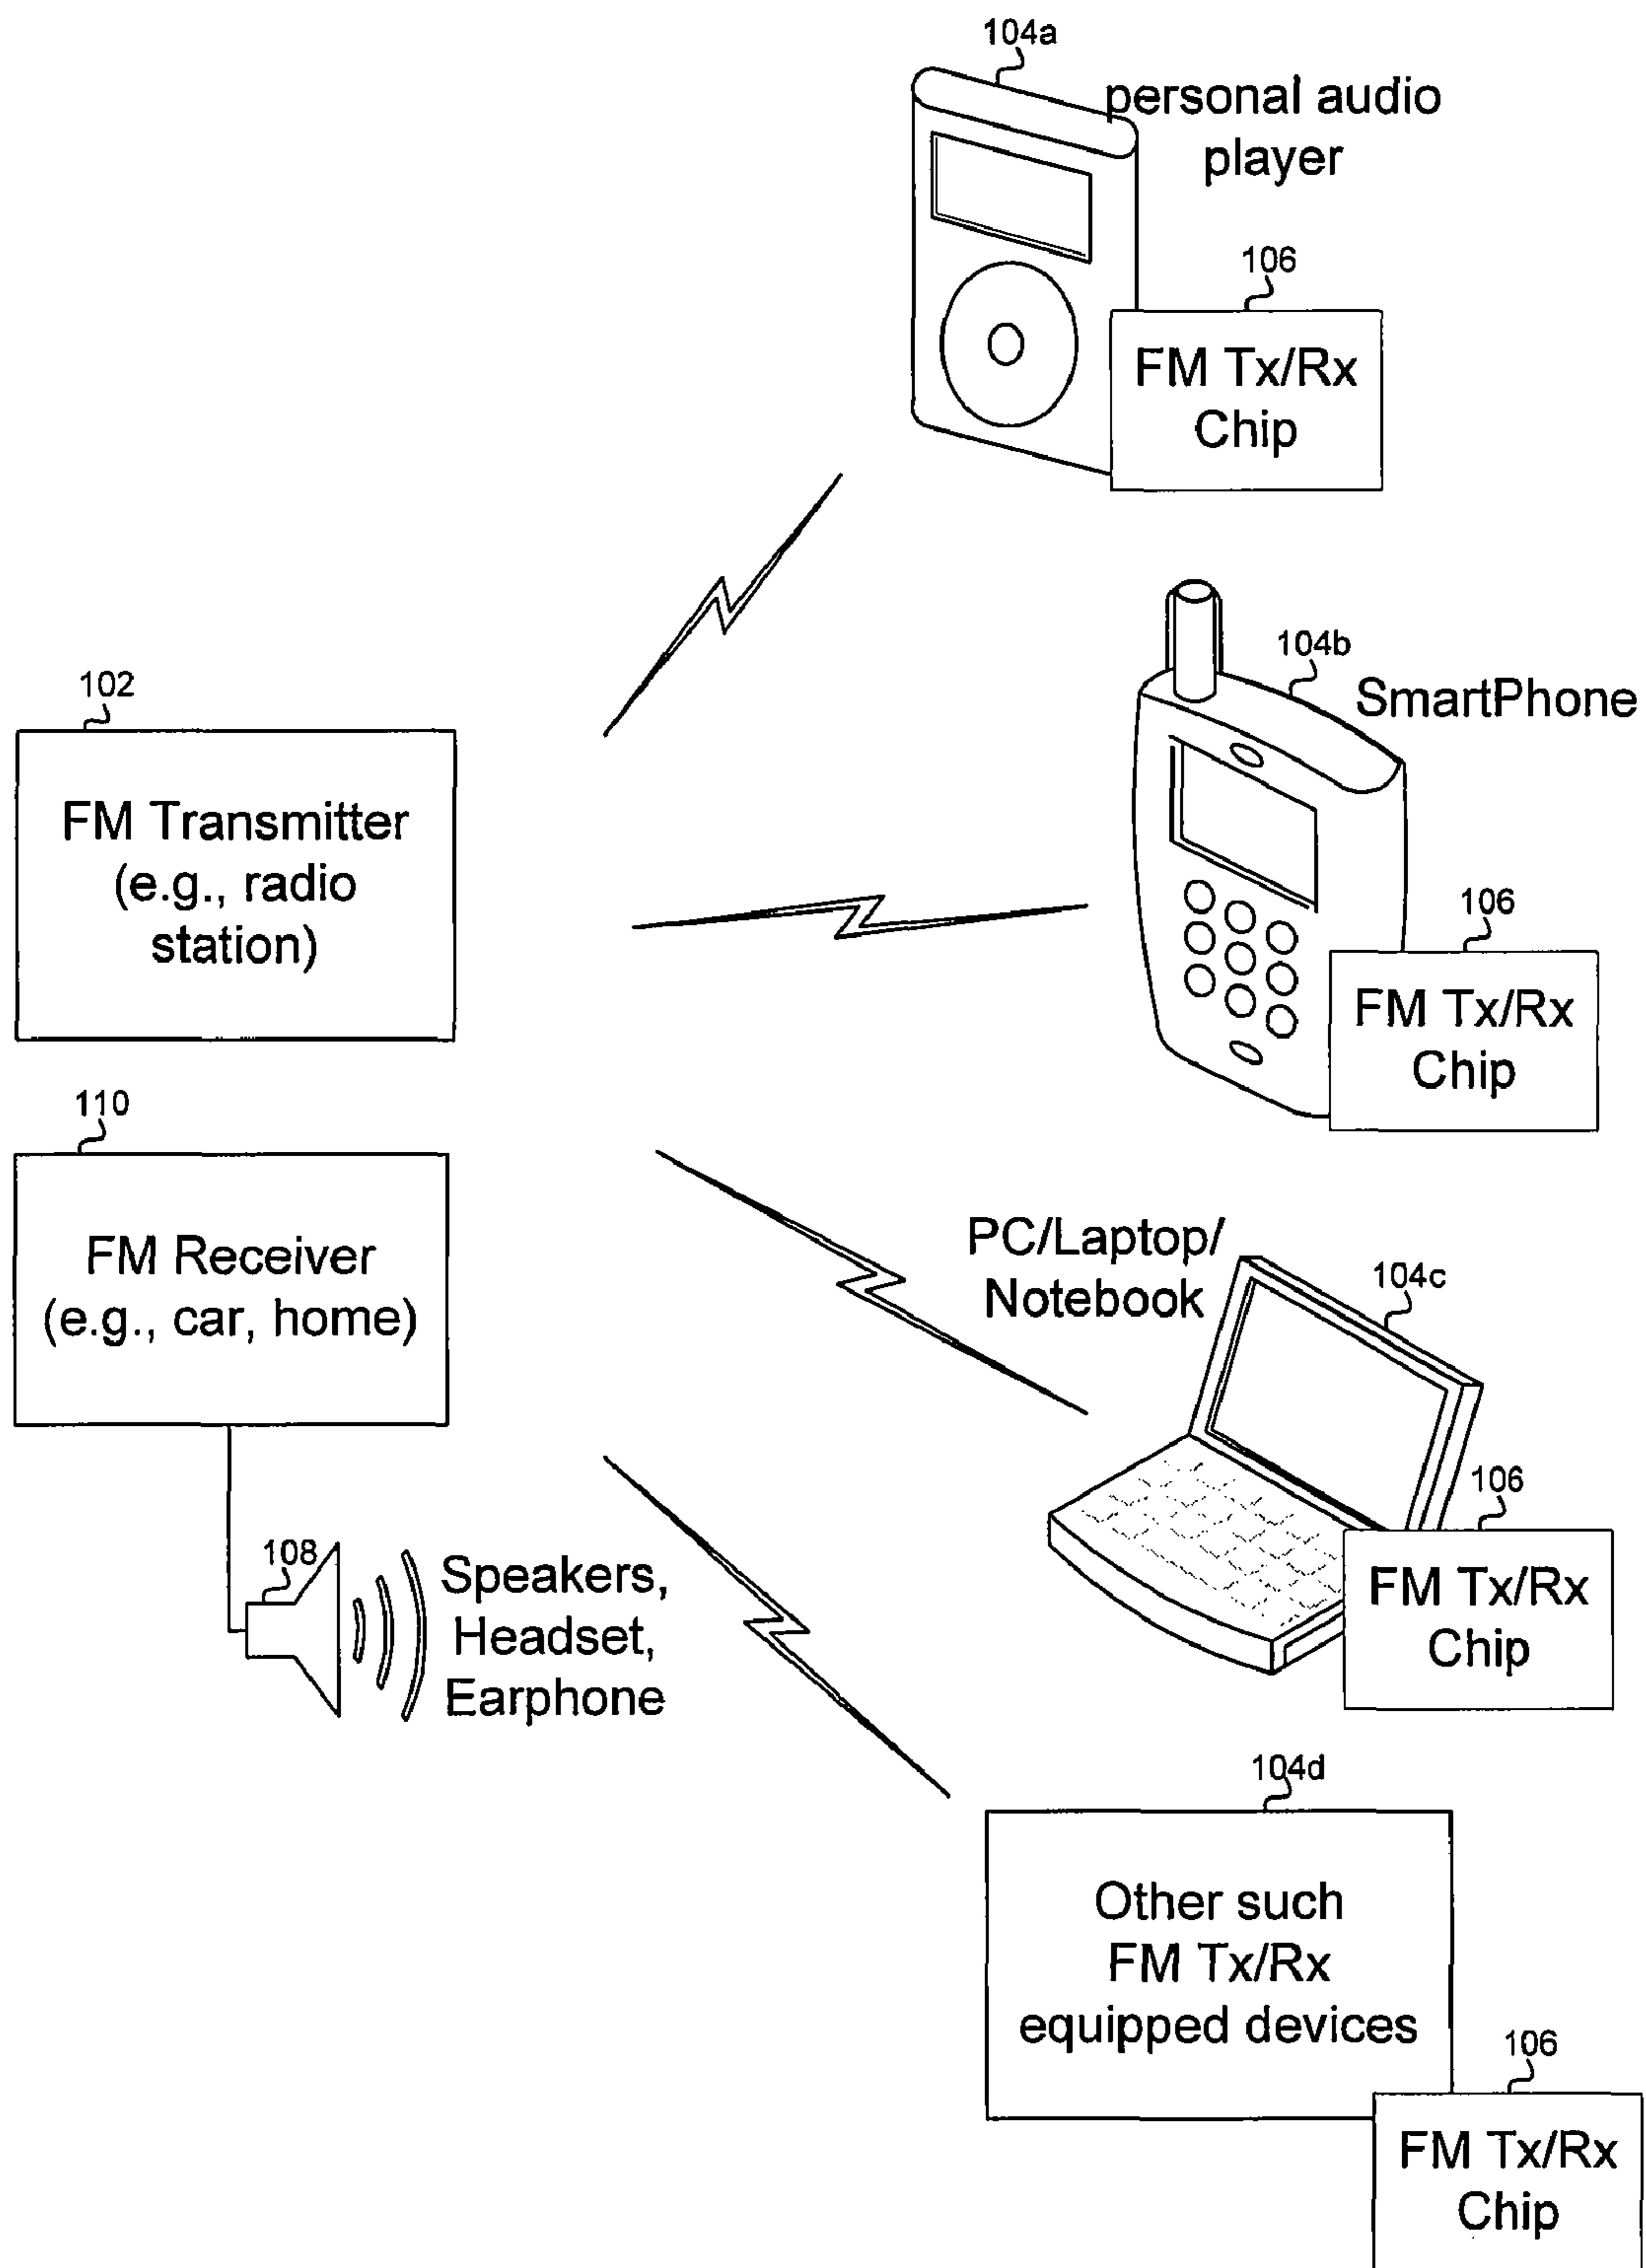 104a
personal audio
player
106
FM Tx/Rx
Chip
104b
SmartPhone
102
FM Transmitter
(e.g., radio
station)
106
FM Tx/Rx
Chip
110
FM Receiver
(e.g., car, home)
PC/Laptop/
Notebook
104c
106
FM Tx/Rx
Chip
108
Speakers,
Headset,
Earphone
104d
Other such
FM Tx/Rx
equipped devices
106
FM Tx/Rx
Chip